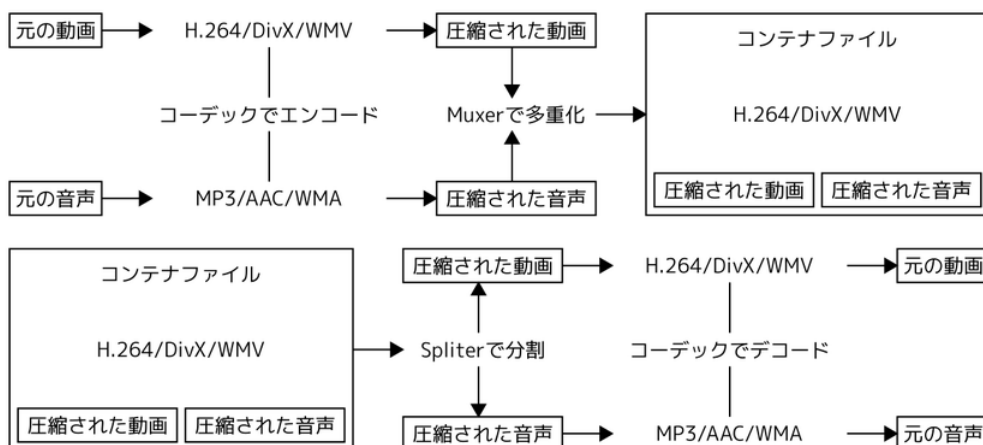 元の動画
H.264/DivX/WMV
圧縮された動画
コーデックでエンコード
Muxerで多重化
元の音声
MP3/AAC/WMA
圧縮された音声
コンテナファイル
H.264/DivX/WMV
圧縮された動画
圧縮された音声
コンテナファイル
H.264/DivX/WMV
圧縮された動画
圧縮された音声
Spliterで分割
圧縮された動画
H.264/DivX/WMV
元の動画
コーデックでデコード
圧縮された音声
MP3/AAC/WMA
元の音声